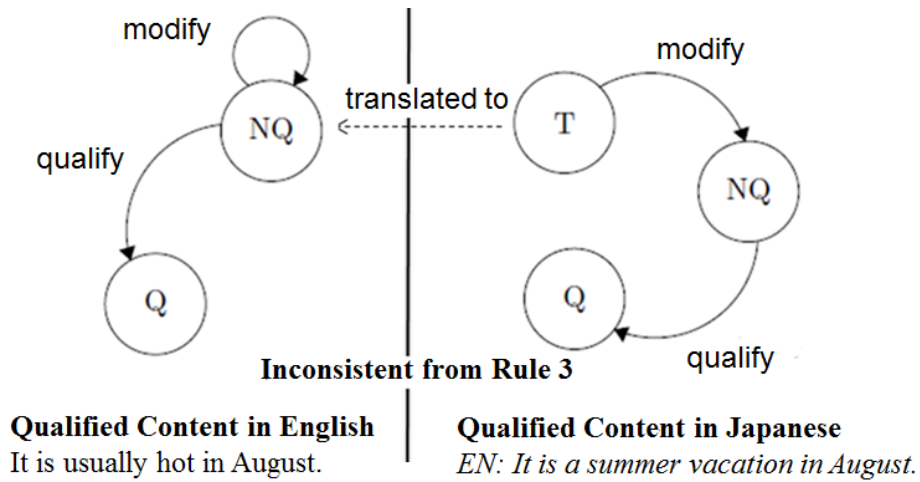 modify
NQ
qualify
Q
translated to
T
modify
NQ
Q
qualify
Inconsistent from Rule 3
Qualified Content in English
It is usually hot in August.
Qualified Content in Japanese
EN: It is a summer vacation in August.